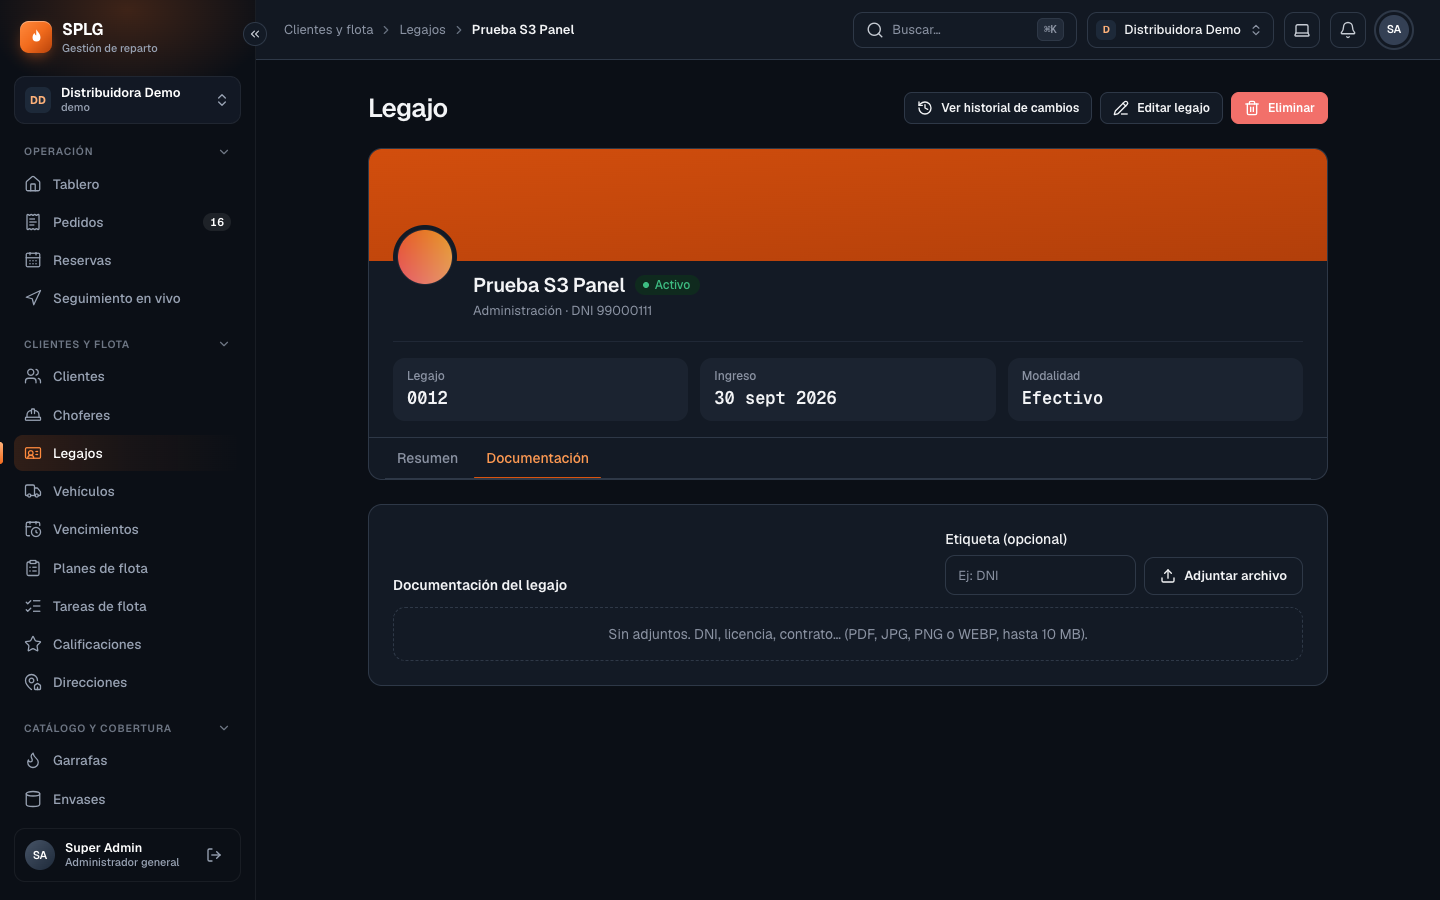 SPLG
Gestión de reparto
DD
Distribuidora Demo
demo
OPERACIÓN
Tablero
Pedidos
16
Reservas
Seguimiento en vivo
CLIENTES Y FLOTA
Clientes
Choferes
Legajos
Vehículos
Vencimientos
Planes de flota
Tareas de flota
Calificaciones
Direcciones
CATÁLOGO Y COBERTURA
Garrafas
Envases
SA
Super Admin
Administrador general
Clientes y flota
Legajos
Prueba S3 Panel
Buscar...
⌘K
D
Distribuidora Demo
SA
Legajo
Ver historial de cambios
Editar legajo
Eliminar
Prueba S3 Panel
Activo
Administración · DNI 99000111
Legajo
0012
Ingreso
30 sept 2026
Modalidad
Efectivo
Resumen
Documentación
Documentación del legajo
Etiqueta (opcional)
Ej: DNI
Adjuntar archivo
Sin adjuntos. DNI, licencia, contrato... (PDF, JPG, PNG o WEBP, hasta 10 MB).